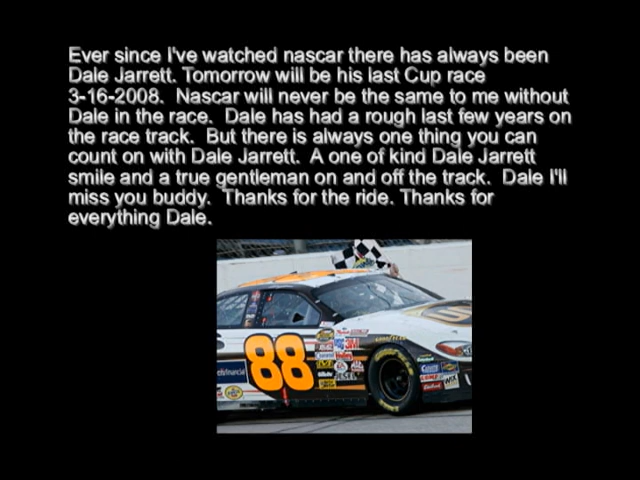 Ever since I've watched nascar there has always been
Dale Jarrett. Tomorrow will be his last Cup race
3-16-2008.  Nascar will never be the same to me without
Dale in the race.  Dale has had a rough last few years on
the race track.  But there is always one thing you can
count on with Dale Jarrett.  A one of kind Dale Jarrett
smile and a true gentleman on and off the track.  Dale I'll
miss you buddy.  Thanks for the ride. Thanks for
everything Dale.
88